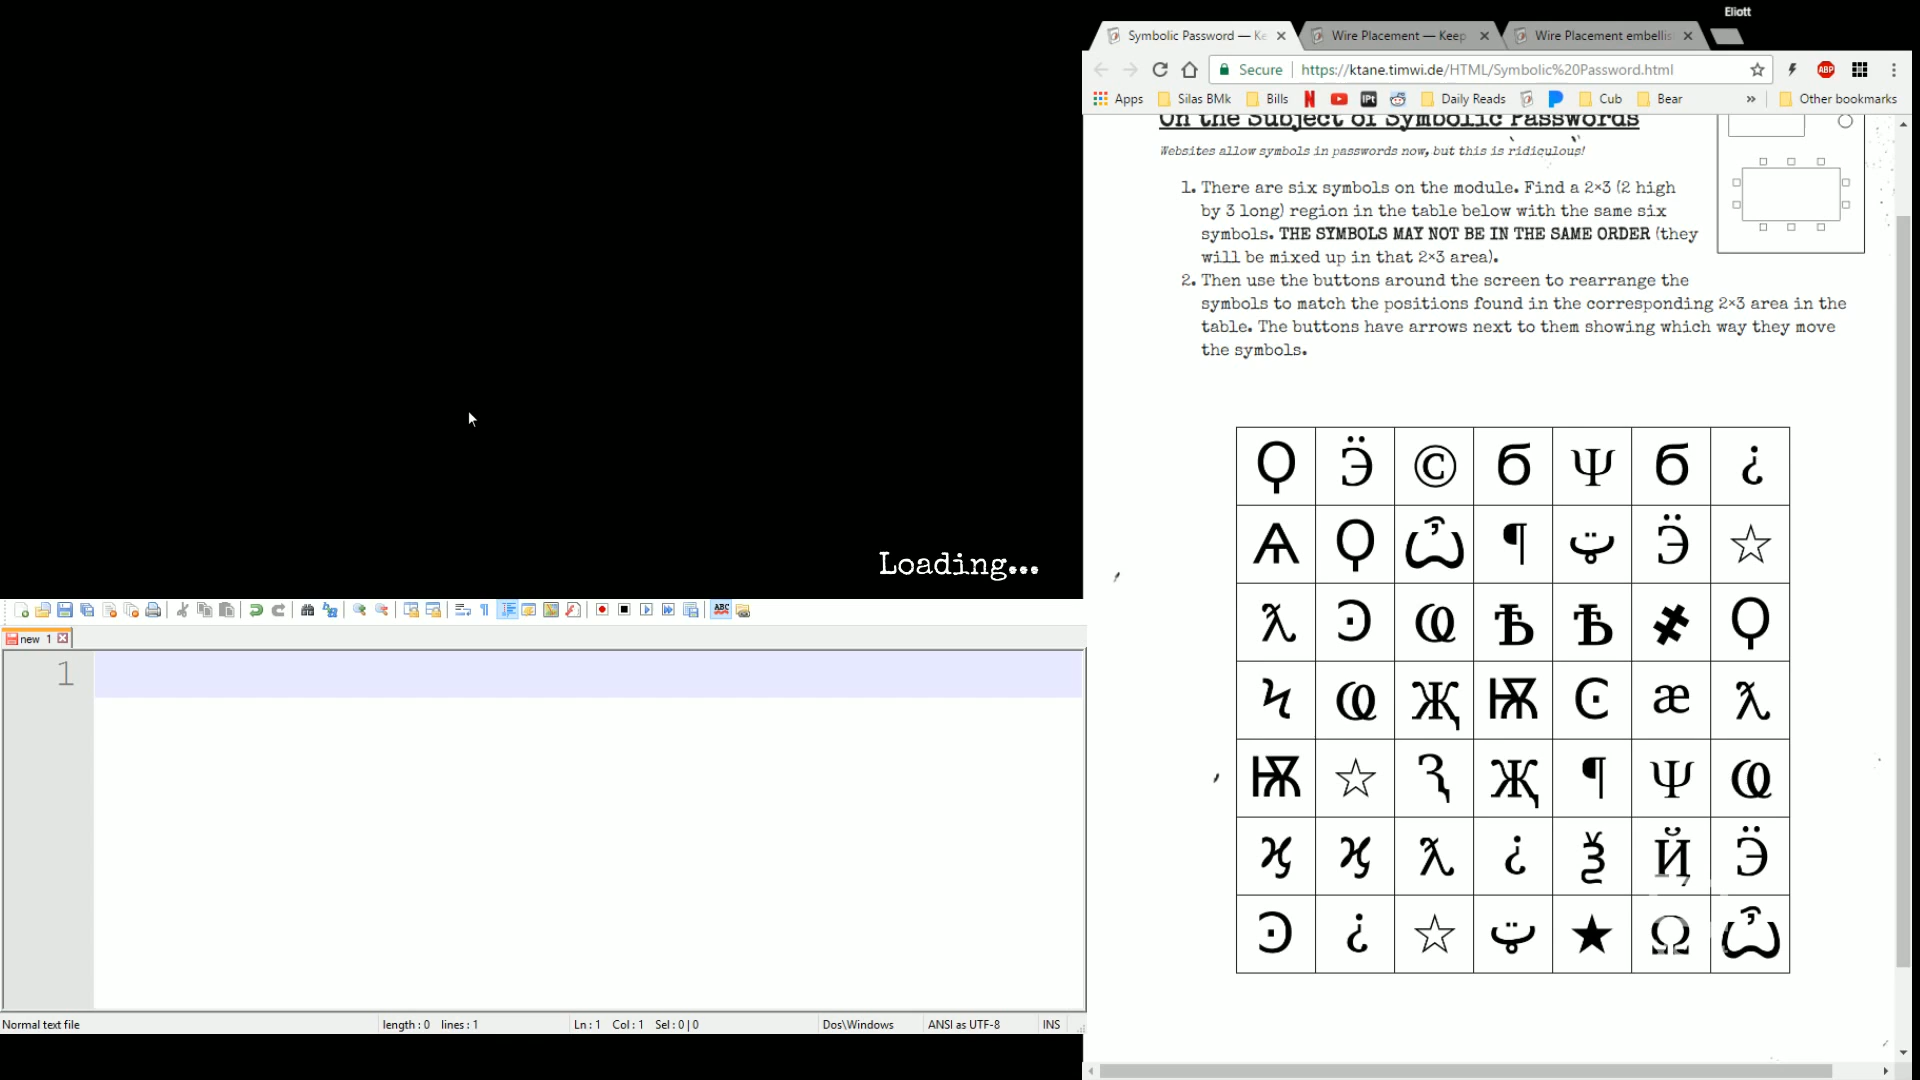 Eliott
Symbolic Password — Ke
Wire Placement — Keep
Wire Placement embellis
Secure | https://ktane.timwi.de/HTML/Symbolic%20Password.html
Apps Silas BMk Bills Daily Reads Cub Bear » Other bookmarks
On the Subject of Symbolic Passwords
Websites allow symbols in passwords now, but this is ridiculous!
1. There are six symbols on the module. Find a 2×3 (2 high
by 3 long) region in the table below with the same six
symbols. THE SYMBOLS MAY NOT BE IN THE SAME ORDER (they
will be mixed up in that 2×3 area).
2. Then use the buttons around the screen to rearrange the
symbols to match the positions found in the corresponding 2×3 area in the
table. The buttons have arrows next to them showing which way they move
the symbols.
Ϙ Ӭ © Ϭ Ψ Ϭ ¿
Ѧ Ϙ Ѽ ¶ ټ Ӭ ☆
ƛ Ͽ Ҩ Ѣ Ѣ ҂ Ϙ
Ϟ Ҩ Җ Ѭ Ͼ æ ƛ
Ѭ ☆ Ԇ Җ ¶ Ψ Ҩ
ϗ ϗ ƛ ¿ Ѯ Ҋ Ӭ
Ͽ ¿ ☆ ټ ★ Ω Ѽ
Loading...
new 1
1
Normal text file length : 0 lines : 1 Ln : 1 Col : 1 Sel : 0 | 0 Dos\Windows ANSI as UTF-8 INS